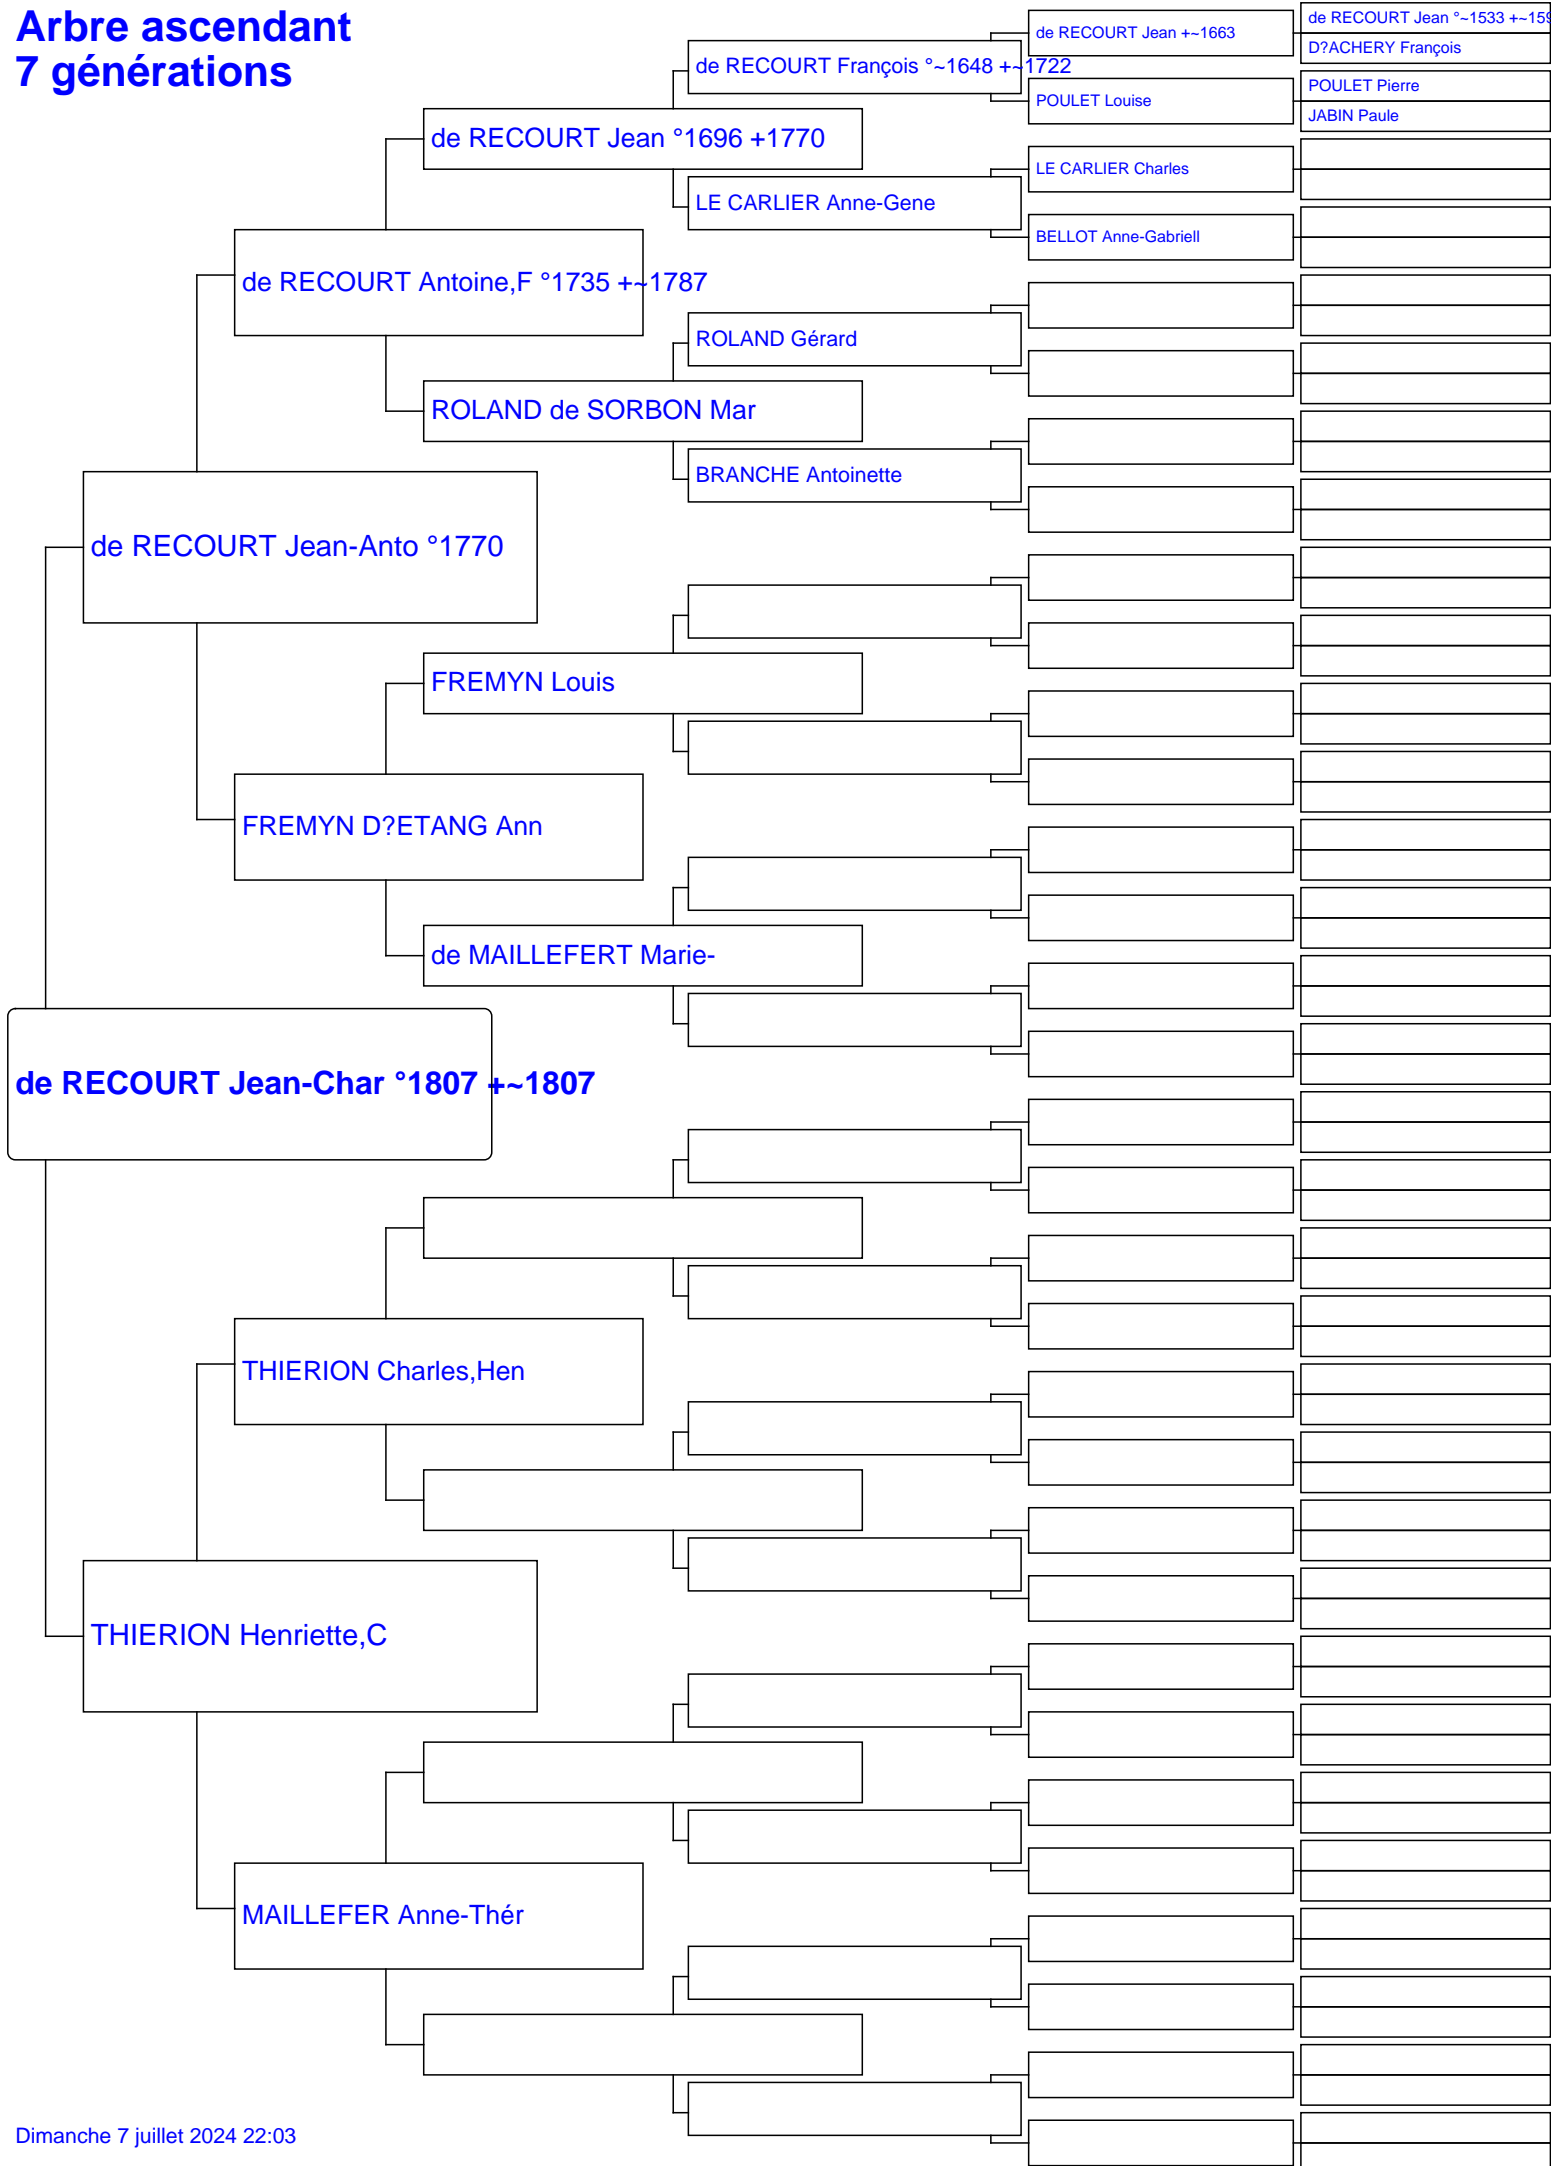 Arbre ascendant
7 générations
de RECOURT Jean +~1663
de RECOURT Jean °~1533 +~159
D?ACHERY François
de RECOURT François °~1648 +~1722
POULET Louise
POULET Pierre
JABIN Paule
de RECOURT Jean °1696 +1770
LE CARLIER Charles
LE CARLIER Anne-Gene
BELLOT Anne-Gabriell
de RECOURT Antoine,F °1735 +~1787
ROLAND Gérard
ROLAND de SORBON Mar
BRANCHE Antoinette
de RECOURT Jean-Anto °1770
FREMYN Louis
FREMYN D?ETANG Ann
de MAILLEFERT Marie-
de RECOURT Jean-Char °1807 +~1807
THIERION Charles,Hen
THIERION Henriette,C
MAILLEFER Anne-Thér
Dimanche 7 juillet 2024 22:03